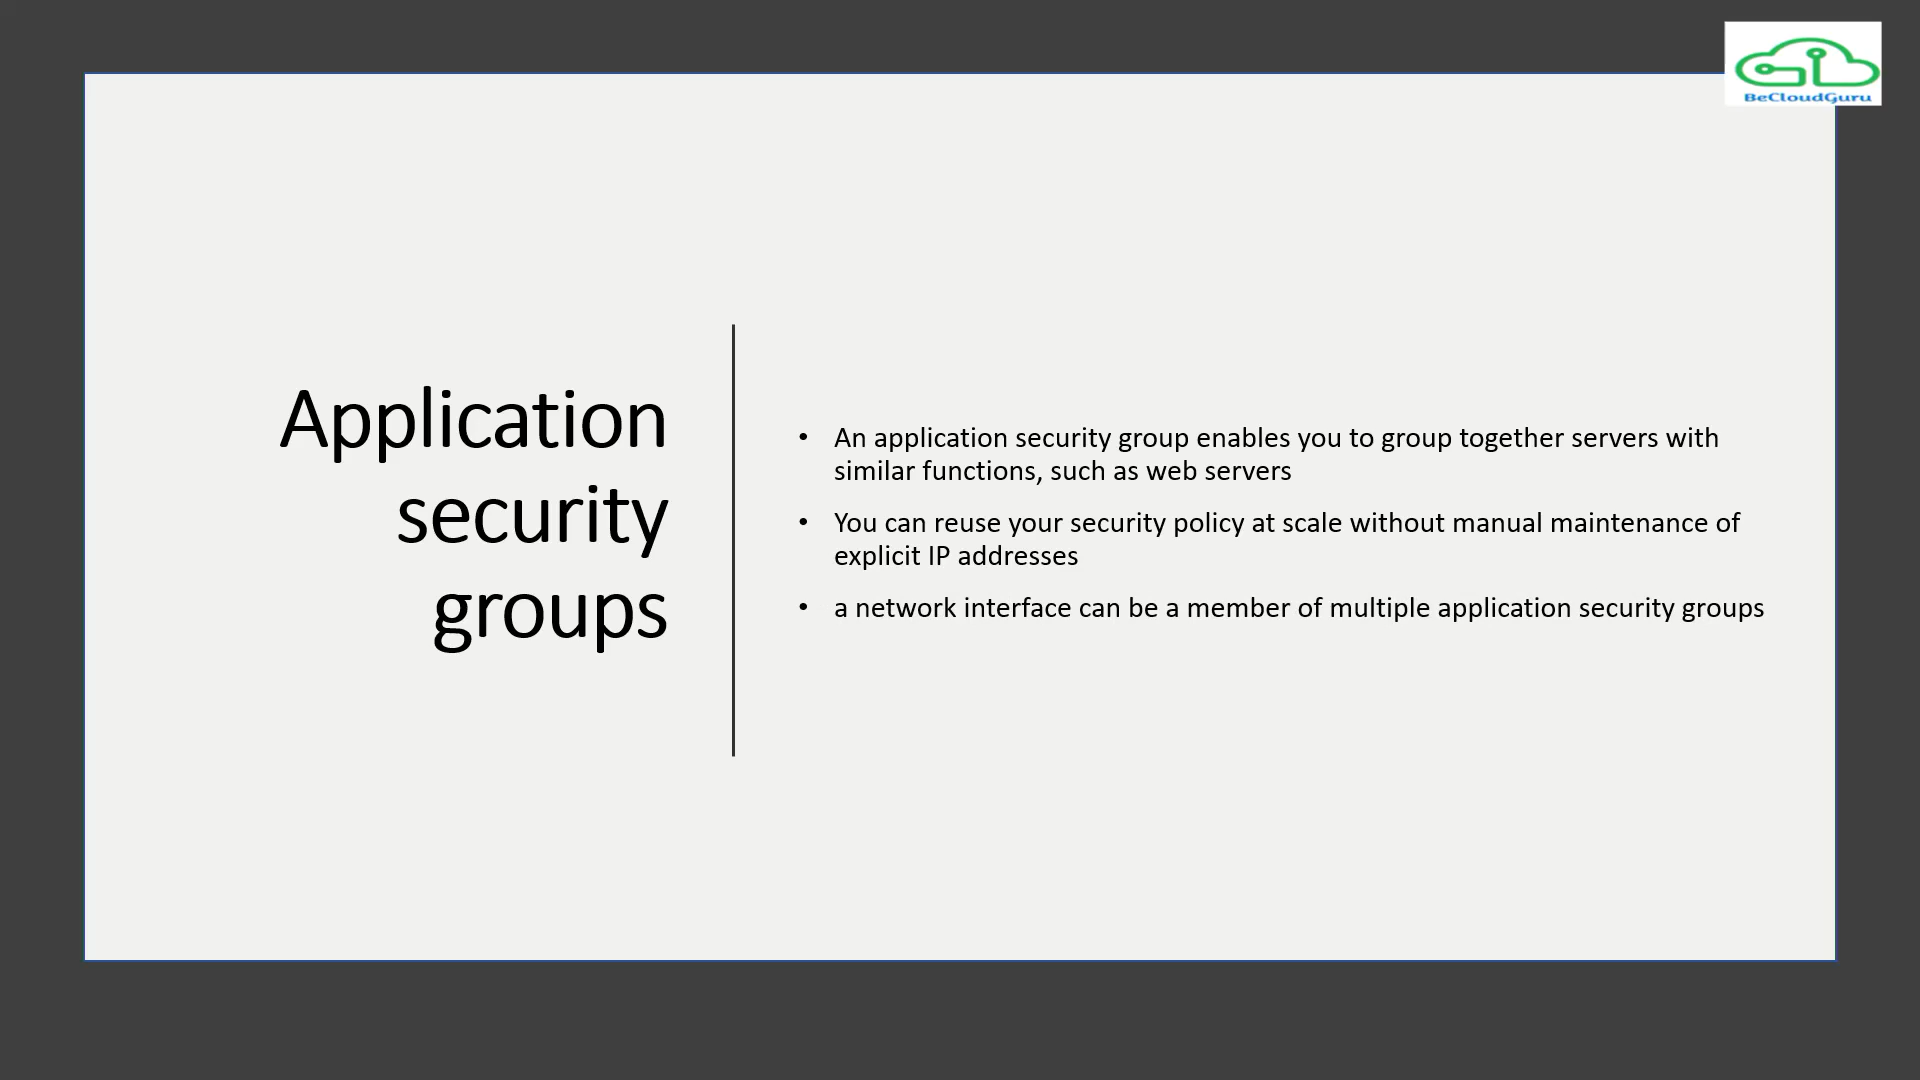 BeCloudGuru
Application
security
groups
• An application security group enables you to group together servers with
similar functions, such as web servers
• You can reuse your security policy at scale without manual maintenance of
explicit IP addresses
• a network interface can be a member of multiple application security groups